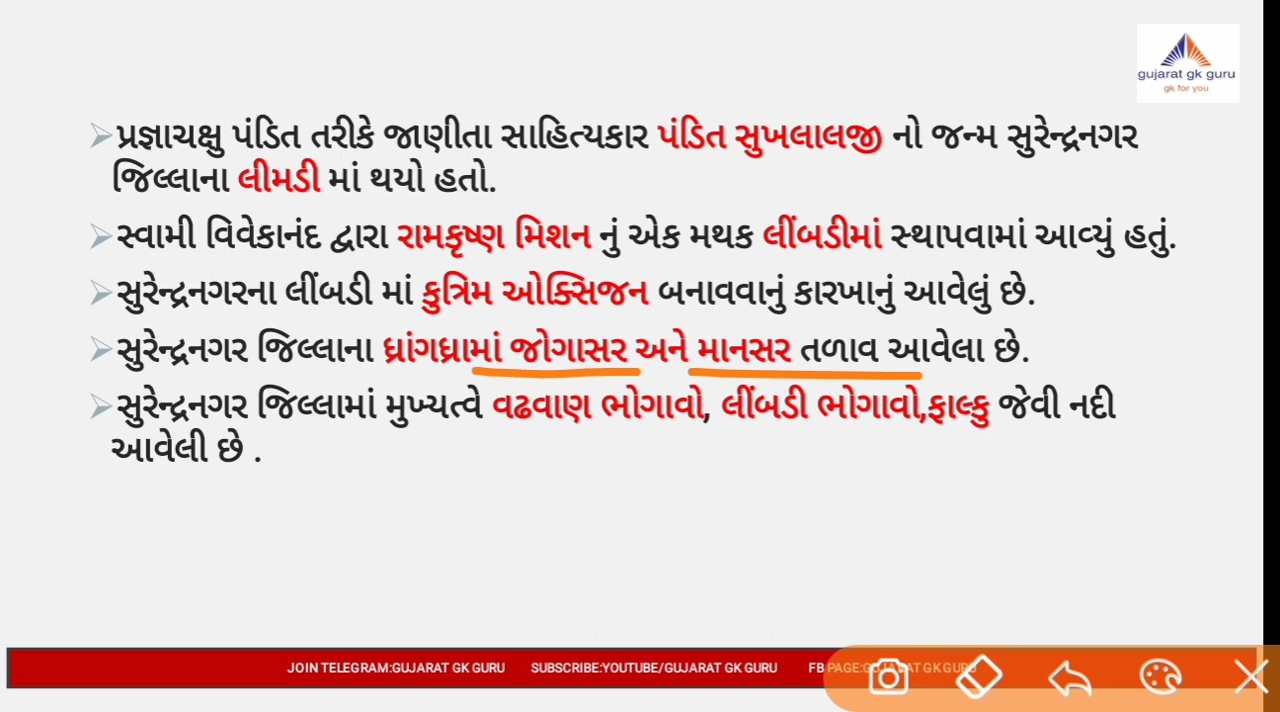 gujarat gk guru
gk for you
પ્રજ્ઞાચક્ષુ પંડિત તરીકે જાણીતા સાહિત્યકાર પંડિત સુખલાલજી નો જન્મ સુરેન્દ્રનગર
જિલ્લાના લીમડી માં થયો હતો.
સ્વામી વિવેકાનંદ દ્વારા રામકૃષ્ણ મિશન નું એક મથક લીંબડીમાં સ્થાપવામાં આવ્યું હતું.
સુરેન્દ્રનગરના લીંબડી માં કુત્રિમ ઓક્સિજન બનાવવાનું કારખાનું આવેલું છે.
સુરેન્દ્રનગર જિલ્લાના ધ્રાંગધ્રામાં જોગાસર અને માનસર તળાવ આવેલા છે.
સુરેન્દ્રનગર જિલ્લામાં મુખ્યત્વે વઢવાણ ભોગાવો, લીંબડી ભોગાવો,ફાલ્કુ જેવી નદી
આવેલી છે .
JOIN TELEGRAM:GUJARAT GK GURU SUBSCRIBE:YOUTUBE/GUJARAT GK GURU FB PAGE:GUJARAT GK GURU